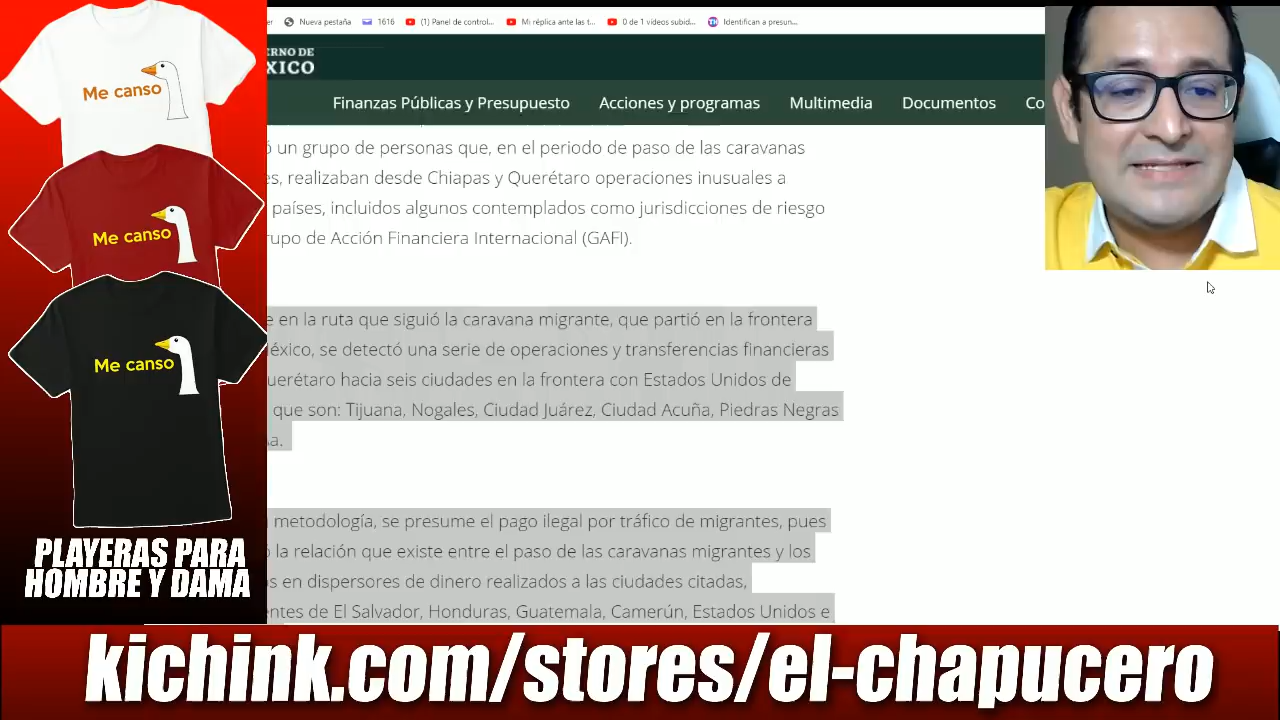 Nueva pestaña
1616
(1) Panel de control...
Mi réplica ante las t...
0 de 1 videos subid...
Identifican a presun...
ERNO DE
XICO
Finanzas Públicas y Presupuesto
Acciones y programas
Multimedia
Documentos
Co
ó un grupo de personas que, en el periodo de paso de las caravanas
es, realizaban desde Chiapas y Querétaro operaciones inusuales a
países, incluidos algunos contemplados como jurisdicciones de riesgo
rupo de Acción Financiera Internacional (GAFI).
e en la ruta que siguió la caravana migrante, que partió en la frontera
éxico, se detectó una serie de operaciones y transferencias financieras
uerétaro hacia seis ciudades en la frontera con Estados Unidos de
que son: Tijuana, Nogales, Ciudad Juárez, Ciudad Acuña, Piedras Negras
sa.
metodología, se presume el pago ilegal por tráfico de migrantes, pues
ó la relación que existe entre el paso de las caravanas migrantes y los
os en dispersores de dinero realizados a las ciudades citadas,
entes de El Salvador, Honduras, Guatemala, Camerún, Estados Unidos e
Me canso
Me canso
Me canso
PLAYERAS PARA
HOMBRE Y DAMA
kichink.com/stores/el-chapucero